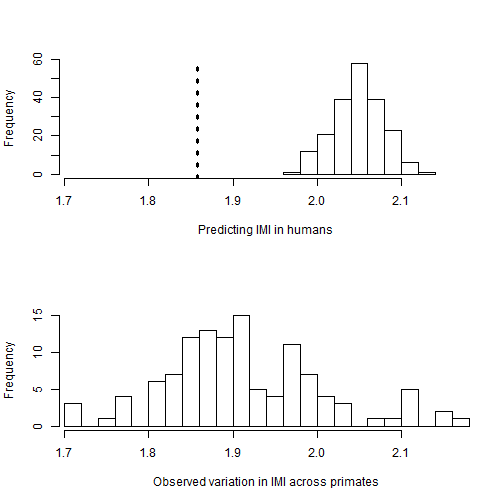 Frequency
0
20
40
60
1.7 1.8 1.9 2.0 2.1
Predicting IMI in humans
Frequency
0
5
10
15
1.7 1.8 1.9 2.0 2.1
Observed variation in IMI across primates